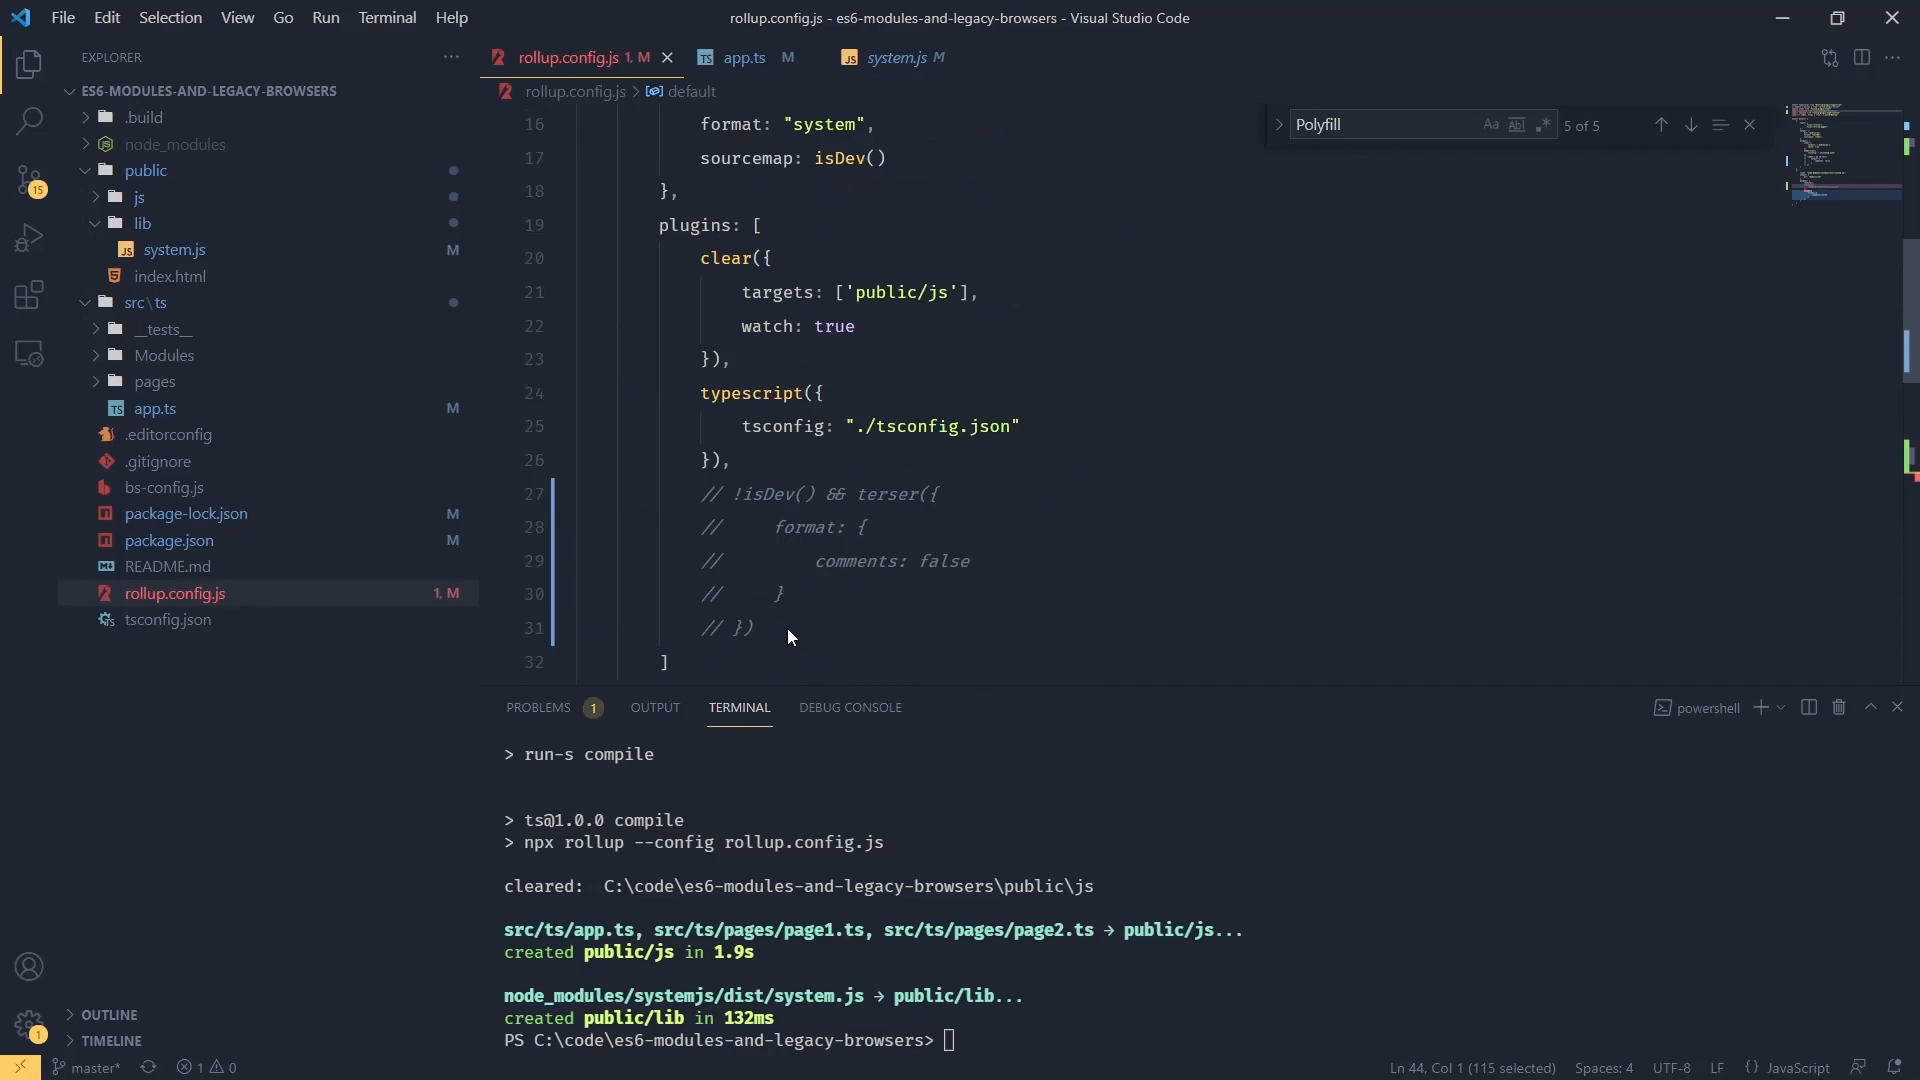 File Edit Selection View Go Run Terminal Help
rollup.config.js - es6-modules-and-legacy-browsers - Visual Studio Code
EXPLORER
rollup.config.js 1, M
TS app.ts M
JS system.js M
rollup.config.js > default
ES6-MODULES-AND-LEGACY-BROWSERS
.build
node_modules
public
js
lib
JS system.js M
index.html
src\ts
__tests__
Modules
pages
TS app.ts M
.editorconfig
.gitignore
bs-config.js
package-lock.json M
package.json M
README.md
rollup.config.js 1, M
tsconfig.json
OUTLINE
TIMELINE
15
1
Polyfill Aa Abl .* 5 of 5
16 format: "system",
17 sourcemap: isDev()
18 },
19 plugins: [
20 clear({
21 targets: ['public/js'],
22 watch: true
23 }),
24 typescript({
25 tsconfig: "./tsconfig.json"
26 }),
27 // !isDev() && terser({
28 // format: {
29 // comments: false
30 // }
31 // })
32 ]
PROBLEMS 1 OUTPUT TERMINAL DEBUG CONSOLE
powershell
> run-s compile
> ts@1.0.0 compile
> npx rollup --config rollup.config.js
cleared: C:\code\es6-modules-and-legacy-browsers\public\js
src/ts/app.ts, src/ts/pages/page1.ts, src/ts/pages/page2.ts → public/js...
created public/js in 1.9s
node_modules/systemjs/dist/system.js → public/lib...
created public/lib in 132ms
PS C:\code\es6-modules-and-legacy-browsers>
master* 1 0
Ln 44, Col 1 (115 selected) Spaces: 4 UTF-8 LF {} JavaScript